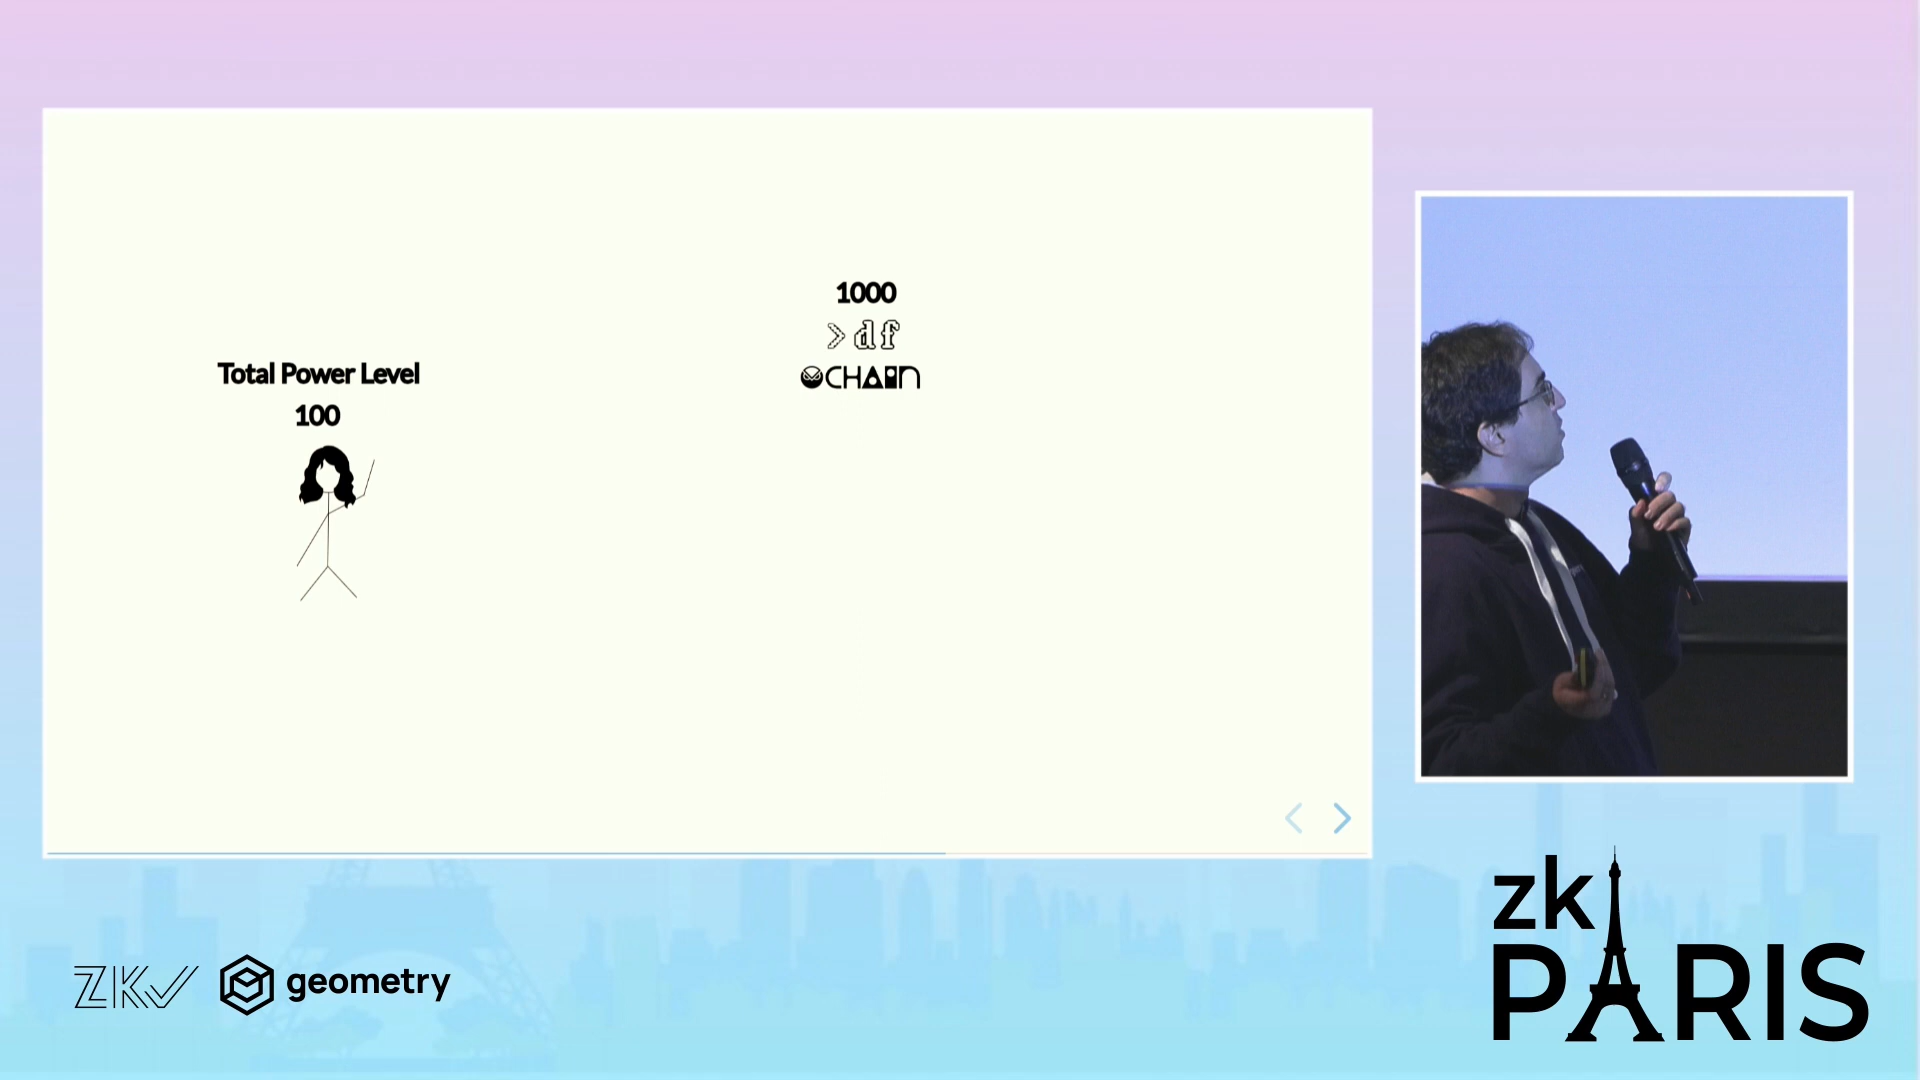 1000
>df
CHAIN
Total Power Level
100
ZKV
geometry
zk
PARIS